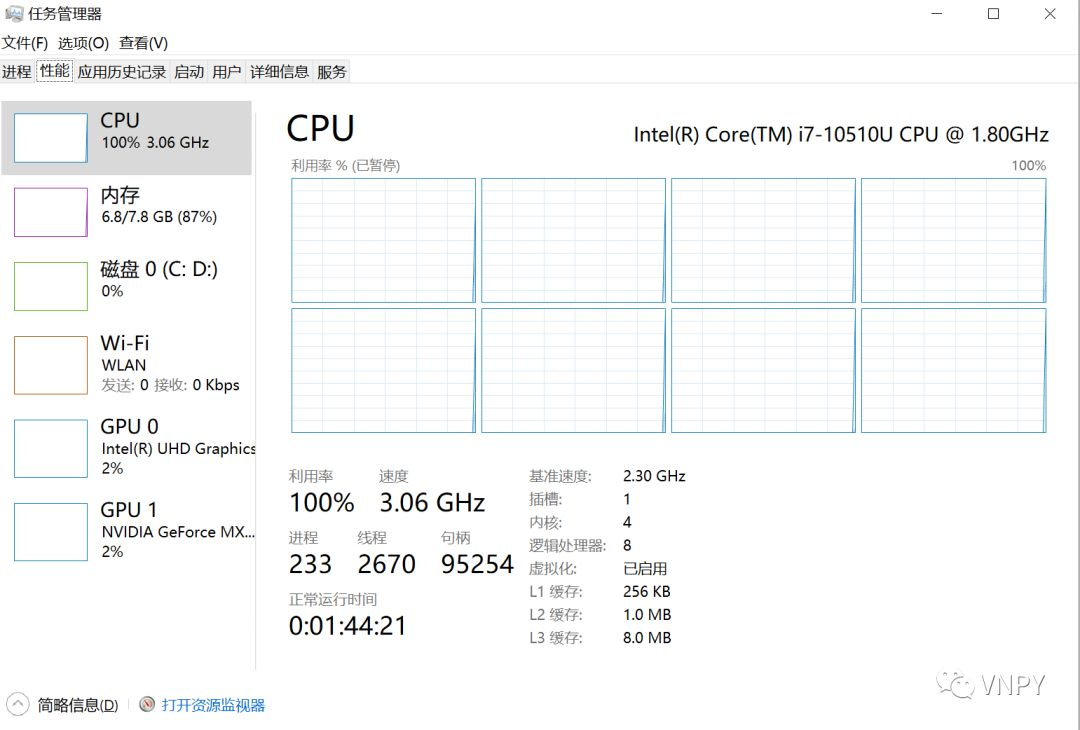 任务管理器
文件(F) 选项(O) 查看(V)
进程 性能 应用历史记录 启动 用户 详细信息 服务
CPU
100% 3.06 GHz
内存
6.8/7.8 GB (87%)
磁盘 0 (C: D:)
0%
Wi-Fi
WLAN
发送: 0 接收: 0 Kbps
GPU 0
Intel(R) UHD Graphics
2%
GPU 1
NVIDIA GeForce MX...
2%
CPU
Intel(R) Core(TM) i7-10510U CPU @ 1.80GHz
利用率 % (已暂停)
100%
利用率 速度
100% 3.06 GHz
进程 线程 句柄
233 2670 95254
正常运行时间
0:01:44:21
基准速度: 2.30 GHz
插槽: 1
内核: 4
逻辑处理器: 8
虚拟化: 已启用
L1 缓存: 256 KB
L2 缓存: 1.0 MB
L3 缓存: 8.0 MB
简略信息(D)
打开资源监视器
VNPY